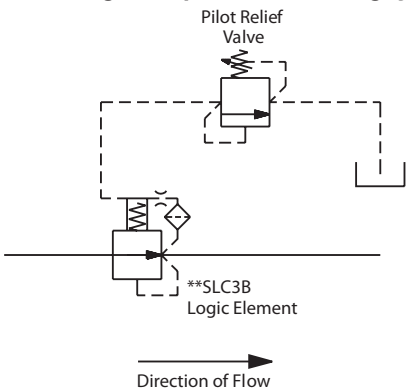 Pilot Relief
Valve
**SLC3B
Logic Element
Direction of Flow